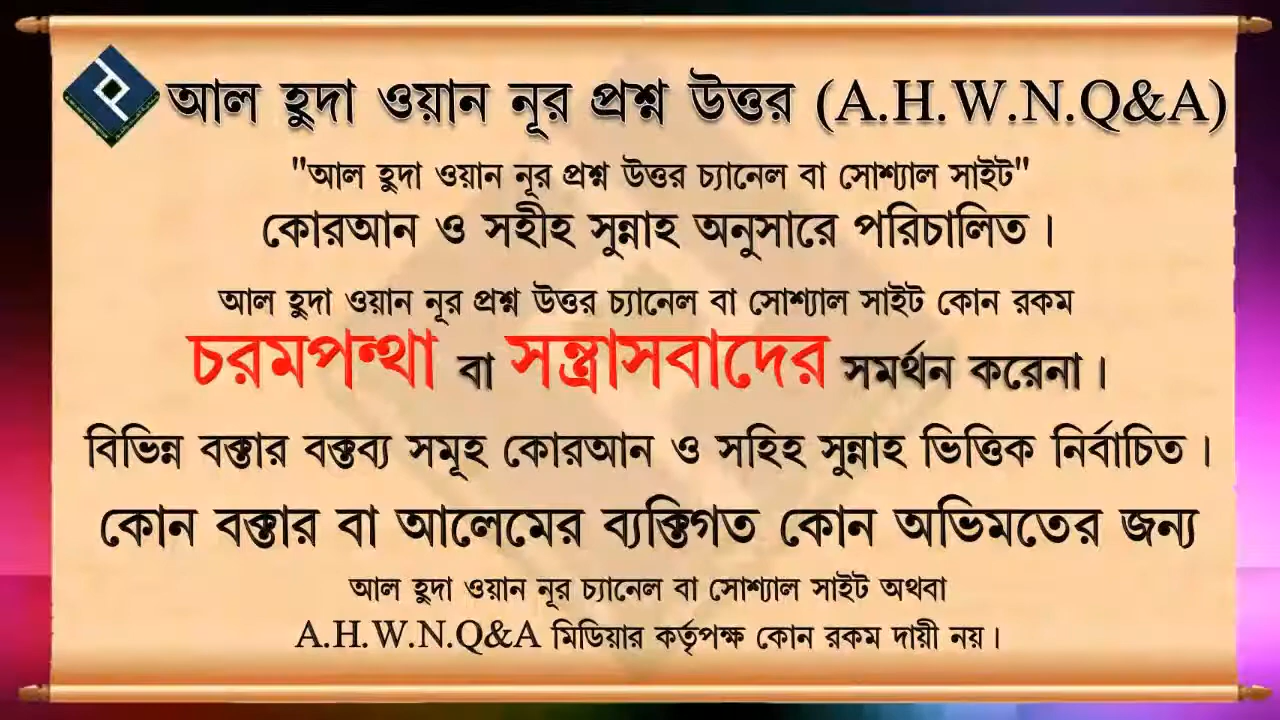 আল হুদা ওয়ান নূর প্রশ্ন উত্তর (A.H.W.N.Q&A)
"আল হুদা ওয়ান নূর প্রশ্ন উত্তর চ্যানেল বা সোশ্যাল সাইট"
কোরআন ও সহীহ সুন্নাহ অনুসারে পরিচালিত ।
আল হুদা ওয়ান নূর প্রশ্ন উত্তর চ্যানেল বা সোশ্যাল সাইট কোন রকম
চরমপন্থা বা সন্ত্রাসবাদের সমর্থন করেনা ।
বিভিন্ন বক্তার বক্তব্য সমূহ কোরআন ও সহিহ সুন্নাহ ভিত্তিক নির্বাচিত ।
কোন বক্তার বা আলেমের ব্যক্তিগত কোন অভিমতের জন্য
আল হুদা ওয়ান নূর চ্যানেল বা সোশ্যাল সাইট অথবা
A.H.W.N.Q&A মিডিয়ার কর্তৃপক্ষ কোন রকম দায়ী নয় ।